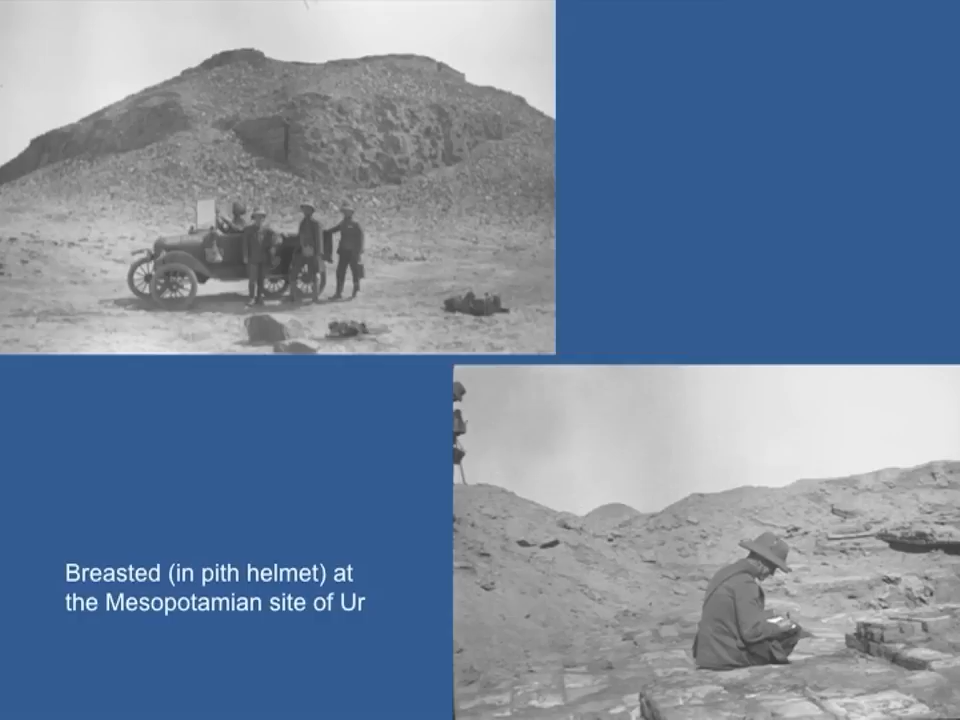 Breasted (in pith helmet) at
the Mesopotamian site of Ur